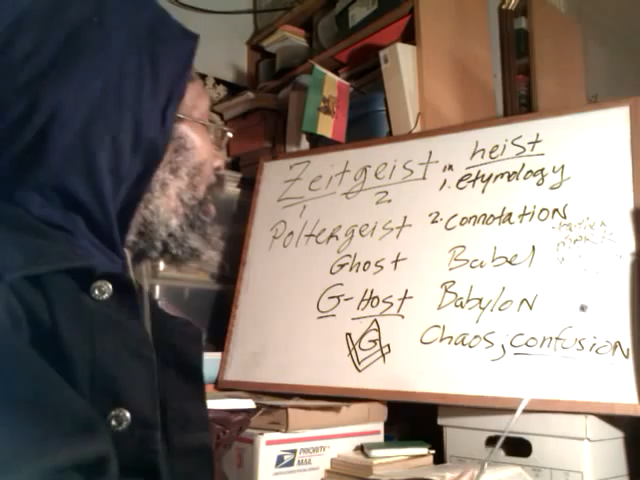 Zeitgeist in heist
1 2 1. etymology
Poltergeist 2. connotation
Ghost Babel
G-Host Babylon
G Chaos; confusion
PRIORITY
MAIL